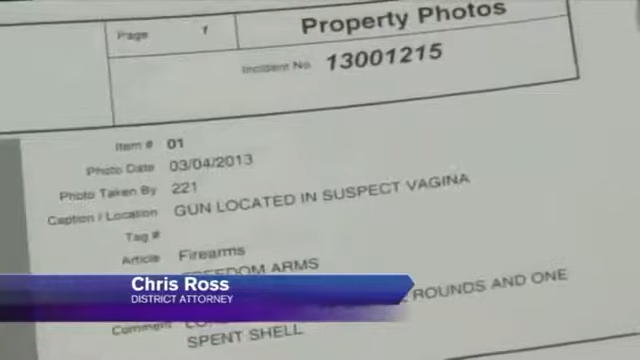 Page 1
Property Photos
Incident No. 13001215
Item # 01
Photo Date 03/04/2013
Photo Taken By 221
Caption / Location GUN LOCATED IN SUSPECT VAGINA
Tag #
Article Firearms
FREEDOM ARMS
Chris Ross
DISTRICT ATTORNEY
ROUNDS AND ONE
Comment
SPENT SHELL